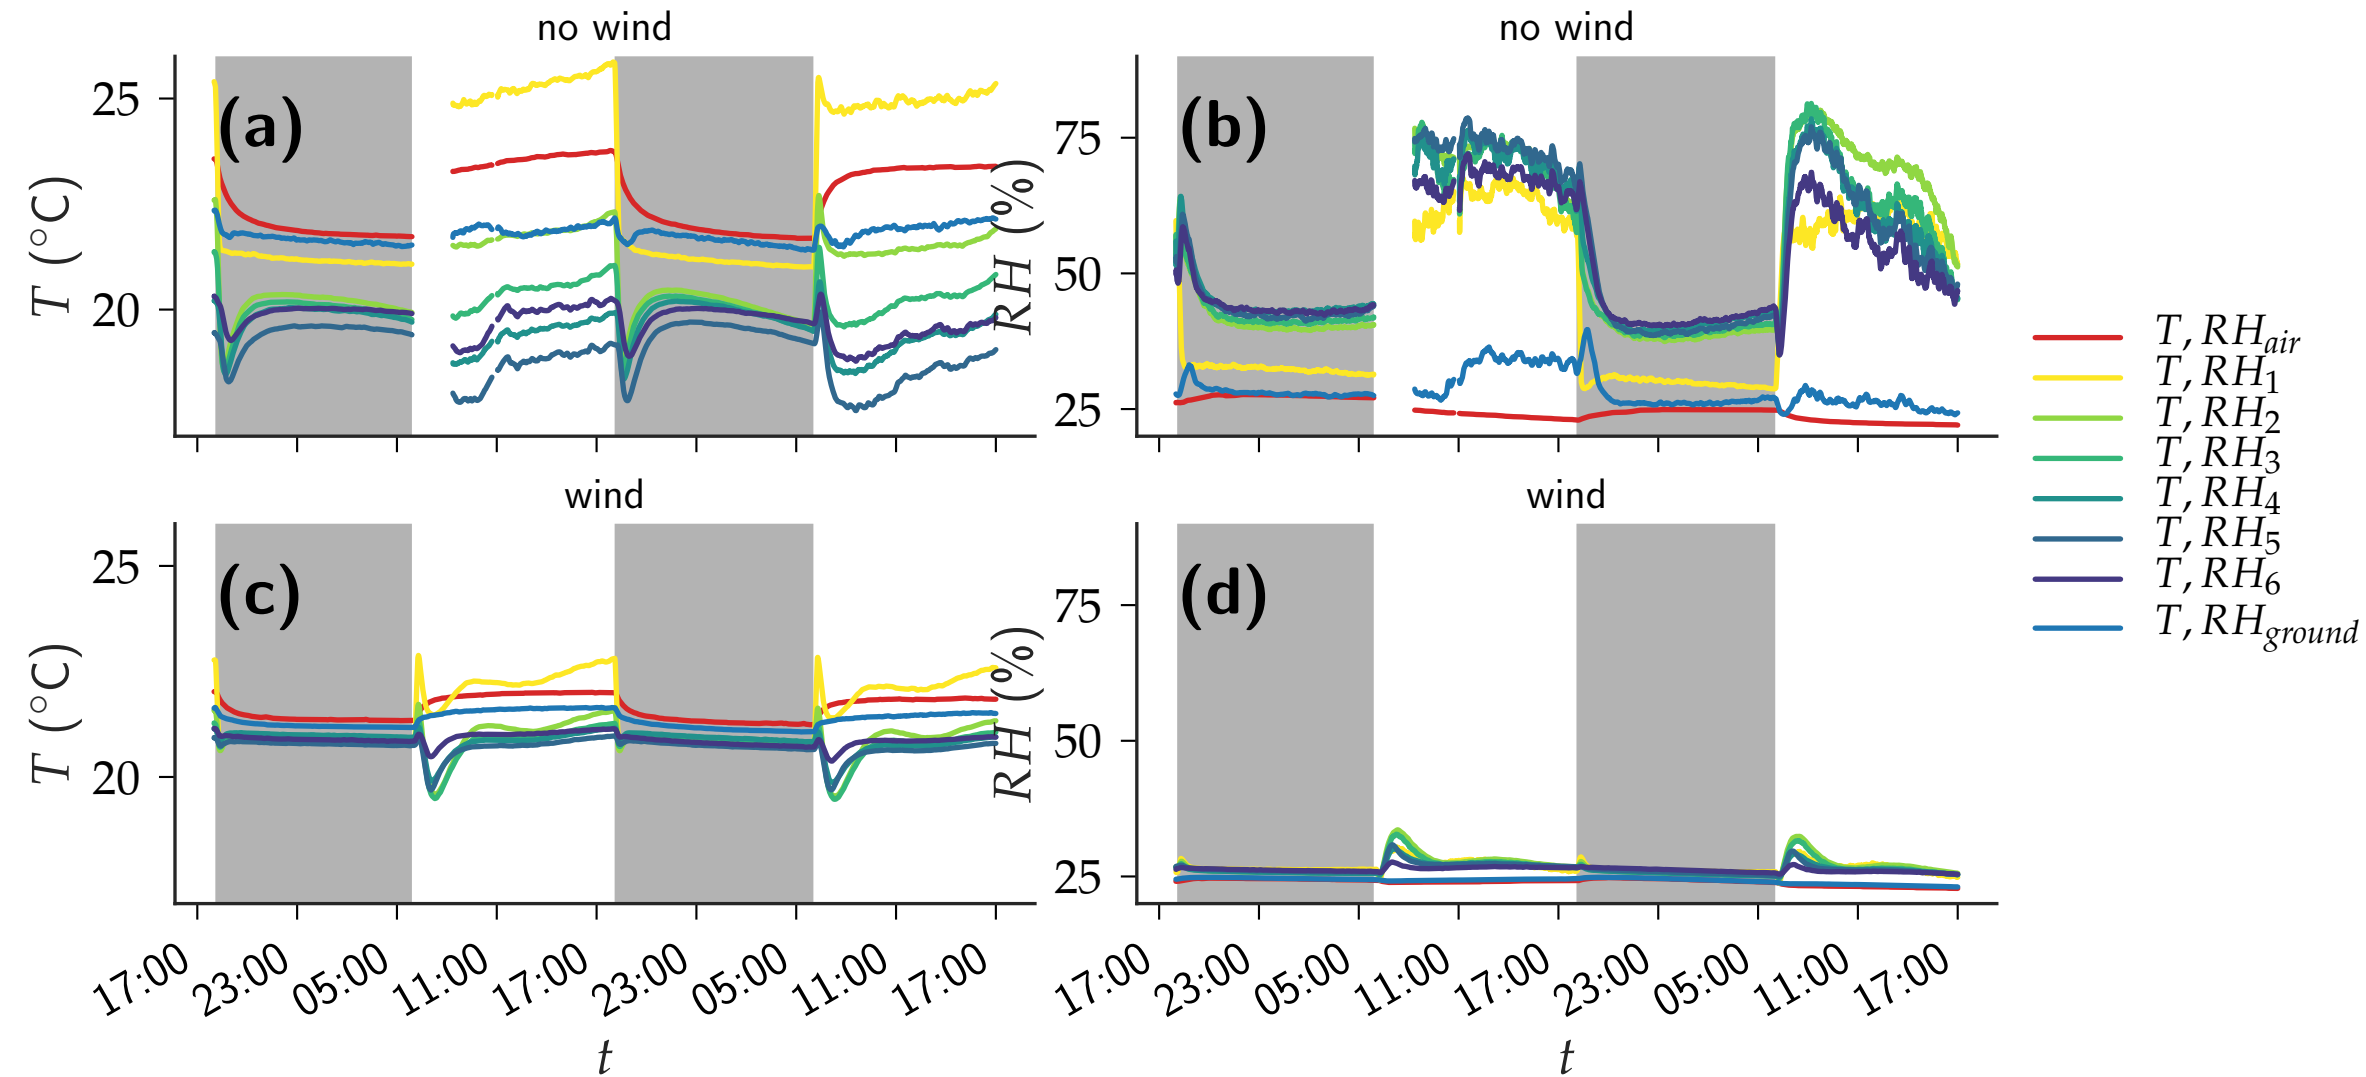 no wind
no wind
25
20
T (°C)
(a)
75
50
25
RH (%)
(b)
T, RH_air
T, RH_1
T, RH_2
T, RH_3
T, RH_4
T, RH_5
T, RH_6
T, RH_ground
wind
wind
25
20
T (°C)
(c)
75
50
25
RH (%)
(d)
17:00 23:00 05:00 11:00 17:00 23:00 05:00 11:00 17:00
17:00 23:00 05:00 11:00 17:00 23:00 05:00 11:00 17:00
t
t